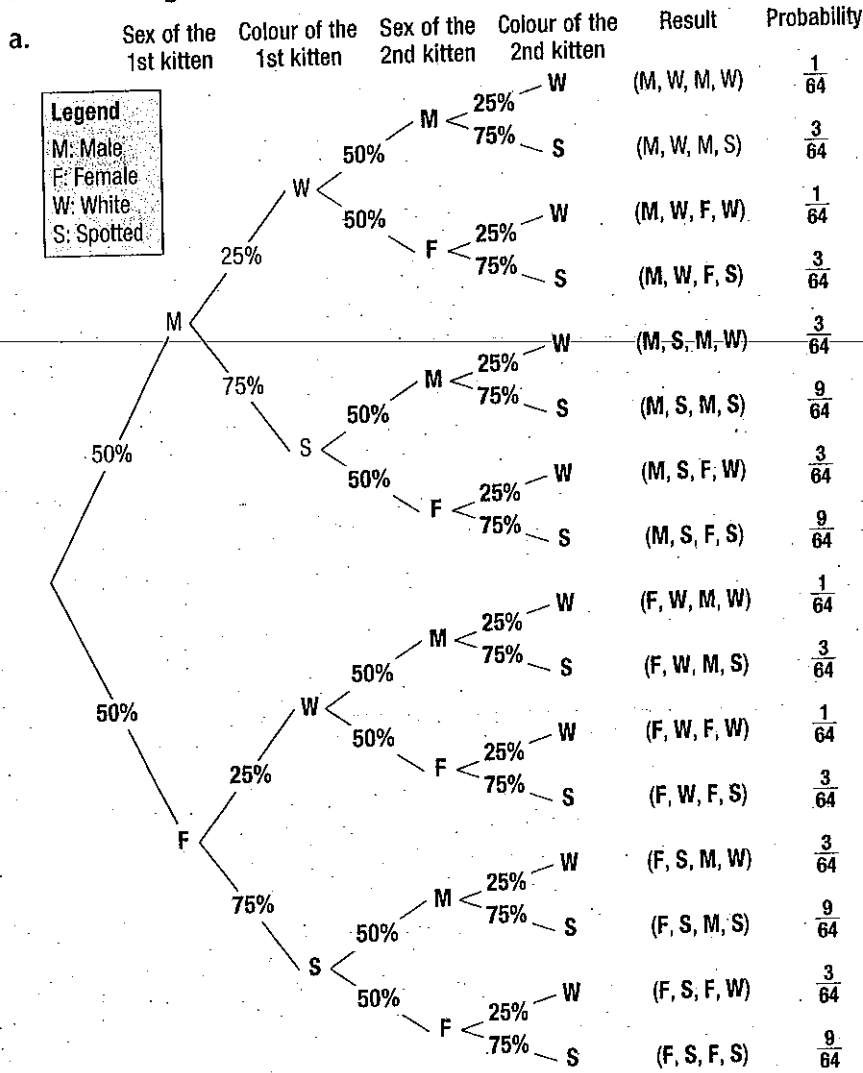 a.
Sex of the 1st kitten
Colour of the 1st kitten
Sex of the 2nd kitten
Colour of the 2nd kitten
Result
Probability
Legend
M: Male
F: Female
W: White
S: Spotted
25% W (M, W, M, W) 1/64
M
75% S (M, W, M, S) 3/64
50%
W
50%
25% W (M, W, F, W) 1/64
F
75% S (M, W, F, S) 3/64
25%
M
75%
25% W (M, S, M, W) 3/64
M
75% S (M, S, M, S) 9/64
50%
S
50%
25% W (M, S, F, W) 3/64
F
75% S (M, S, F, S) 9/64
50%
50%
25% W (F, W, M, W) 1/64
M
75% S (F, W, M, S) 3/64
50%
W
50%
25% W (F, W, F, W) 1/64
F
75% S (F, W, F, S) 3/64
25%
F
75%
25% W (F, S, M, W) 3/64
M
75% S (F, S, M, S) 9/64
50%
S
50%
25% W (F, S, F, W) 3/64
F
75% S (F, S, F, S) 9/64